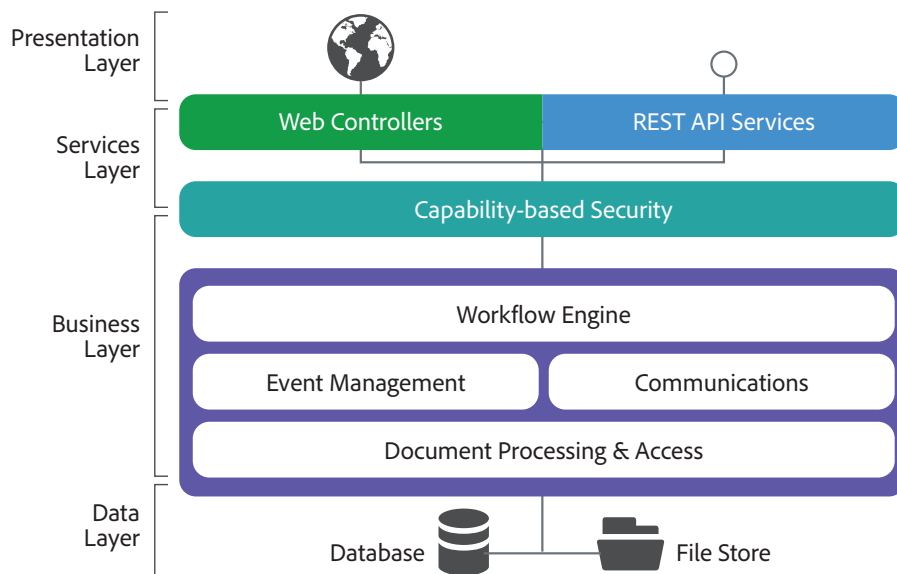 Presentation
Layer
Web Controllers
REST API Services
Services
Layer
Capability-based Security
Business
Layer
Workflow Engine
Event Management
Communications
Document Processing & Access
Data
Layer
Database
File Store